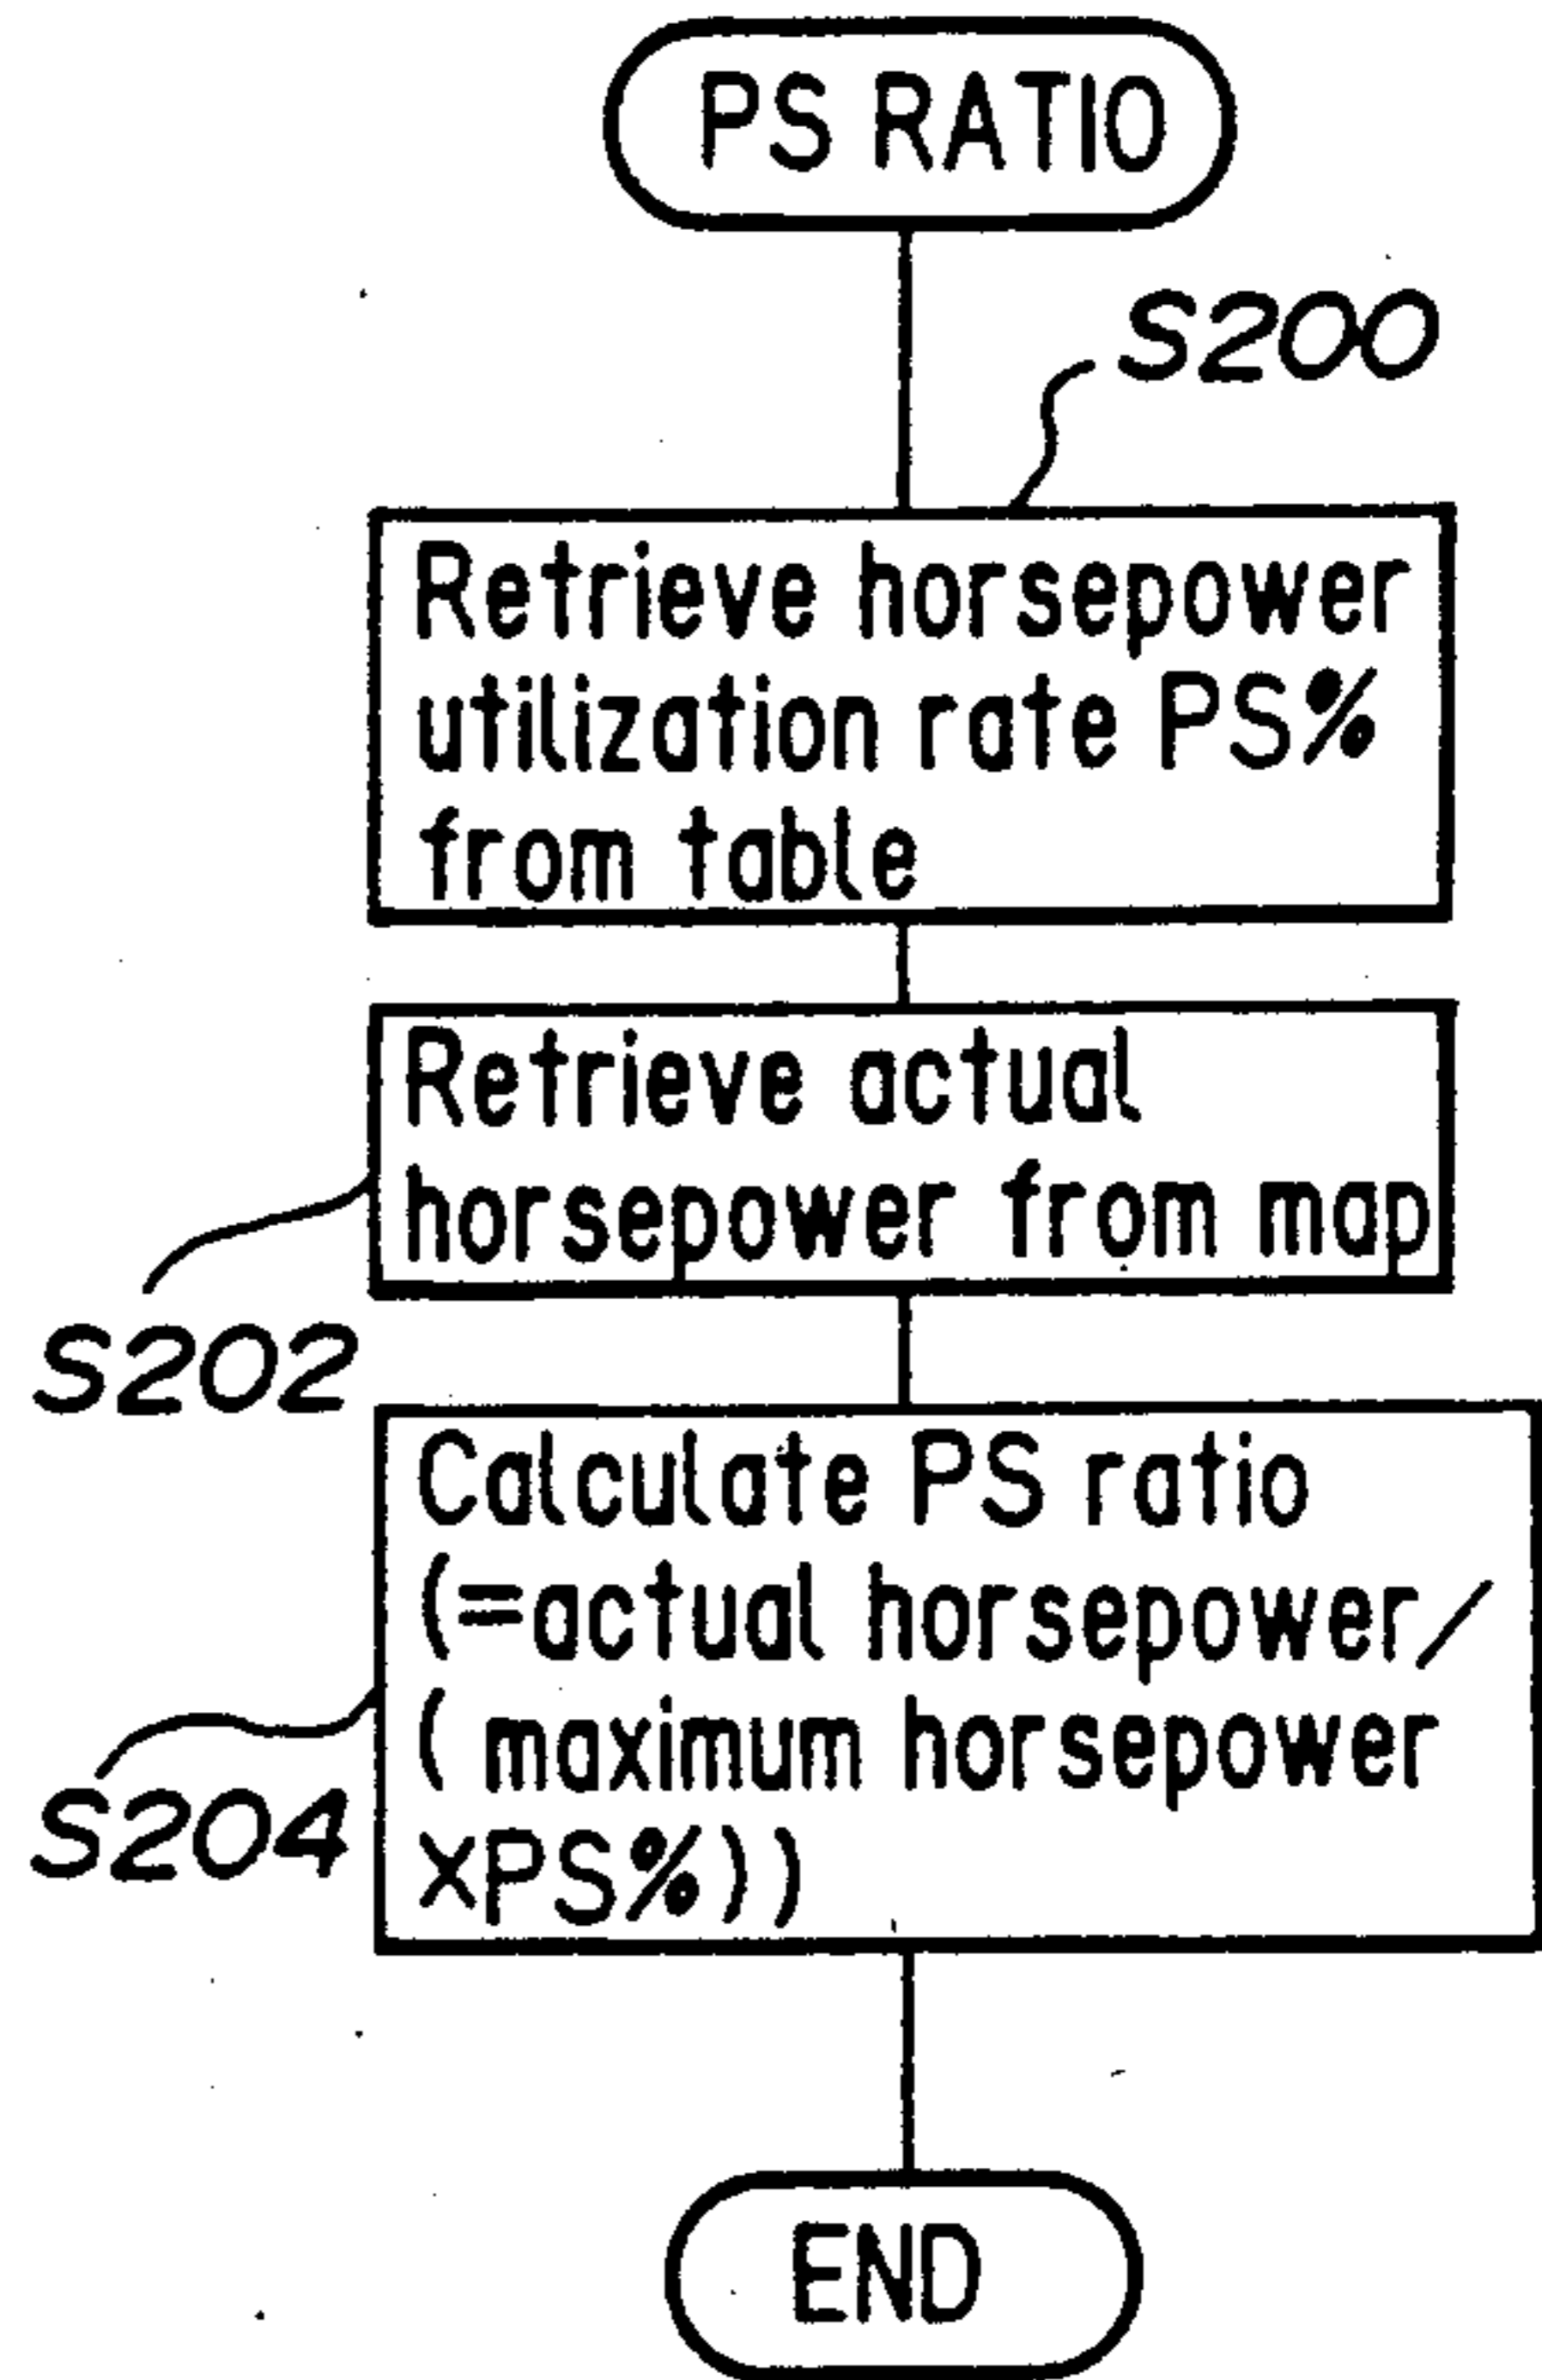 PS RATIO
S200
Retrieve horsepower
utilization rate PS%
from table
Retrieve actual
horsepower from map
S202
Calculate PS ratio
(=actual horsepower/
( maximum horsepower
×PS%))
S204
END